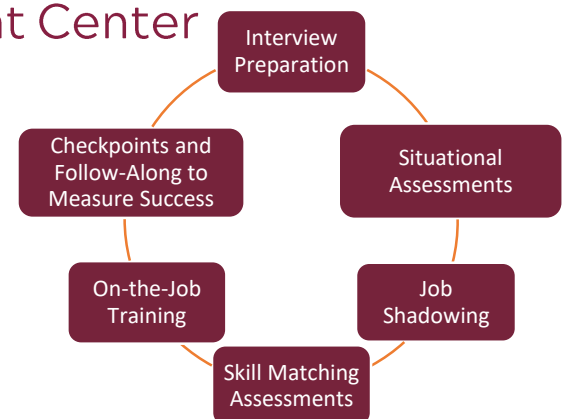 nt Center
Interview
Preparation
Situational
Assessments
Job
Shadowing
Skill Matching
Assessments
On-the-Job
Training
Checkpoints and
Follow-Along to
Measure Success